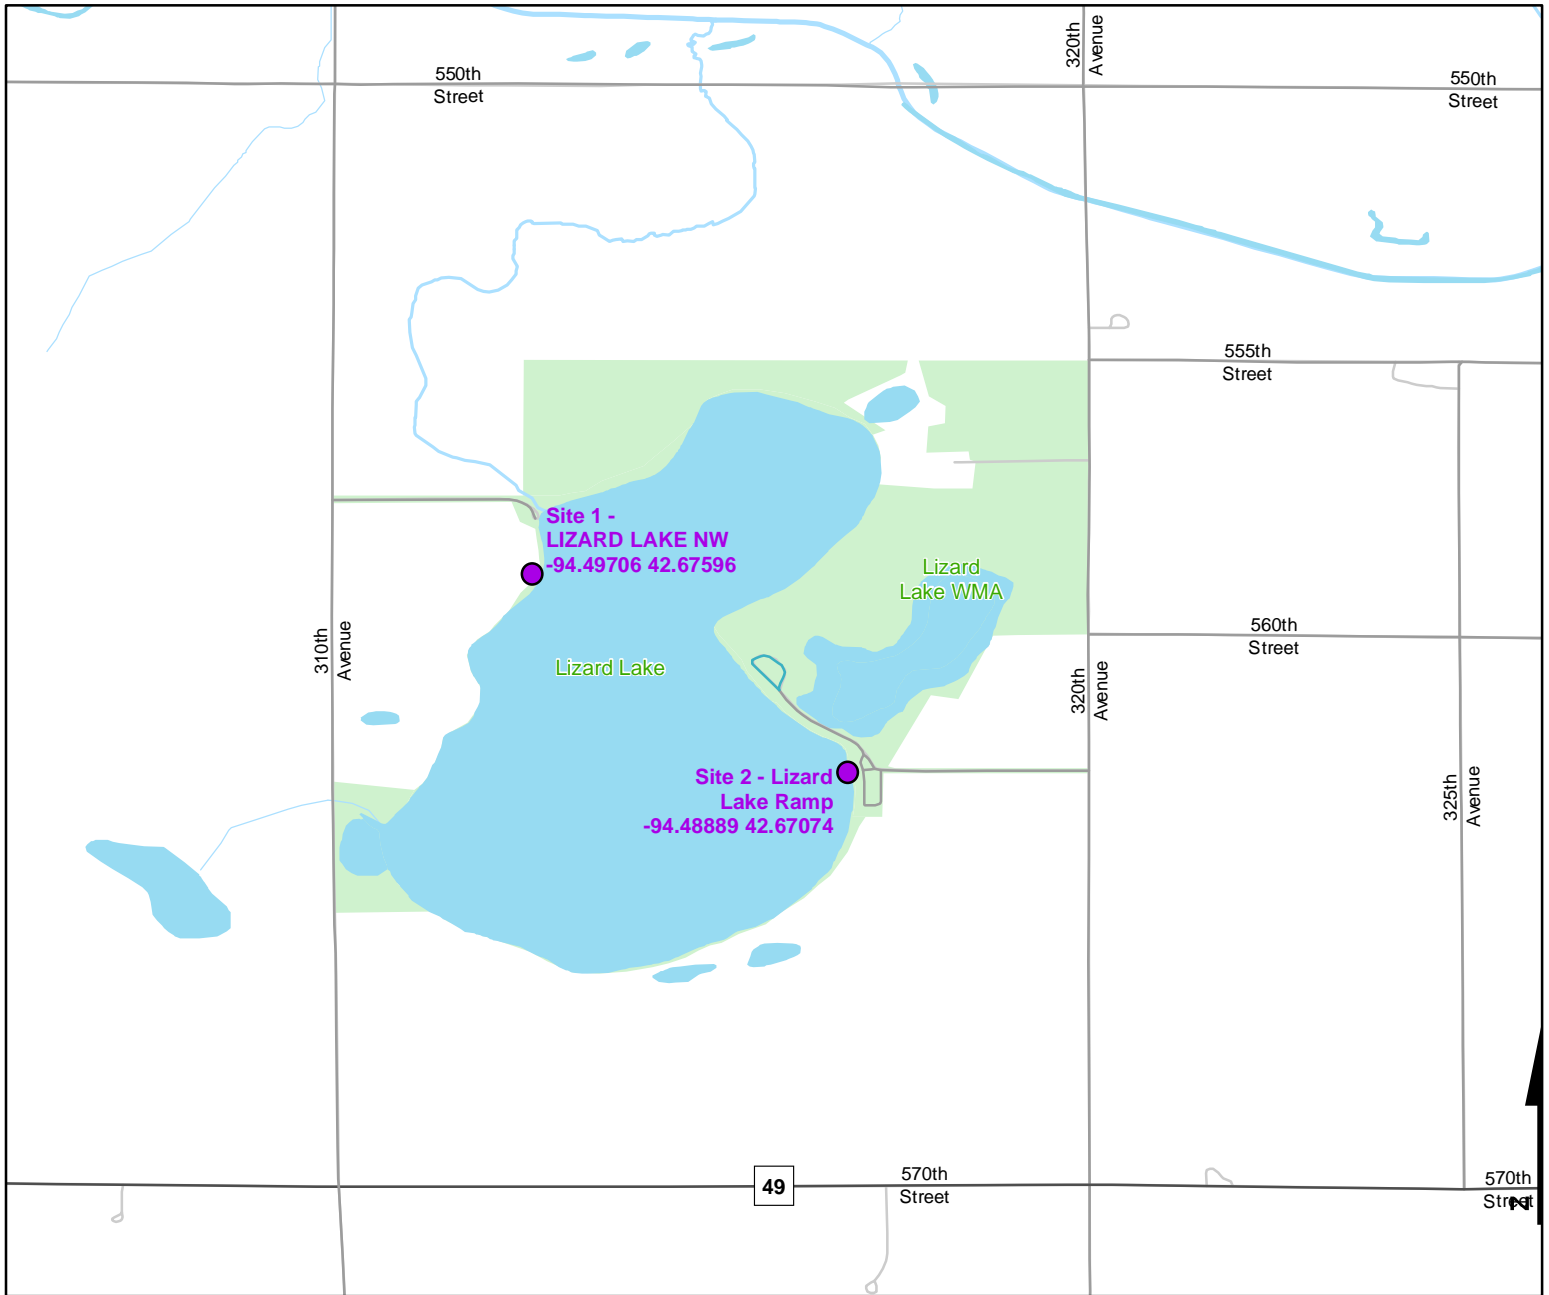 320th
Avenue
550th
Street
550th
Street
555th
Street
Site 1 -
LIZARD LAKE NW
-94.49706 42.67596
Lizard
Lake WMA
560th
Street
310th
Avenue
Lizard Lake
320th
Avenue
Site 2 - Lizard
Lake Ramp
-94.48889 42.67074
325th
Avenue
49
570th
Street
570th
Street
N